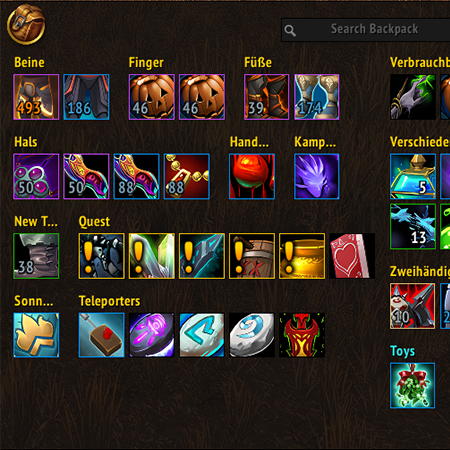 Search Backpack
Beine Finger Füße Verbrauchb
493 186 46 46 39 174
Hals Hand... Kamp... Verschiede
50 50 88 88 5
13
New T... Quest
38
Zweihändig
10
Sonn... Teleporters
Toys